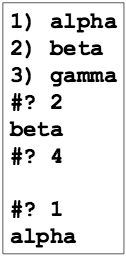 1) alpha
2) beta
3) gamma
#? 2
beta
#? 4

#? 1
alpha